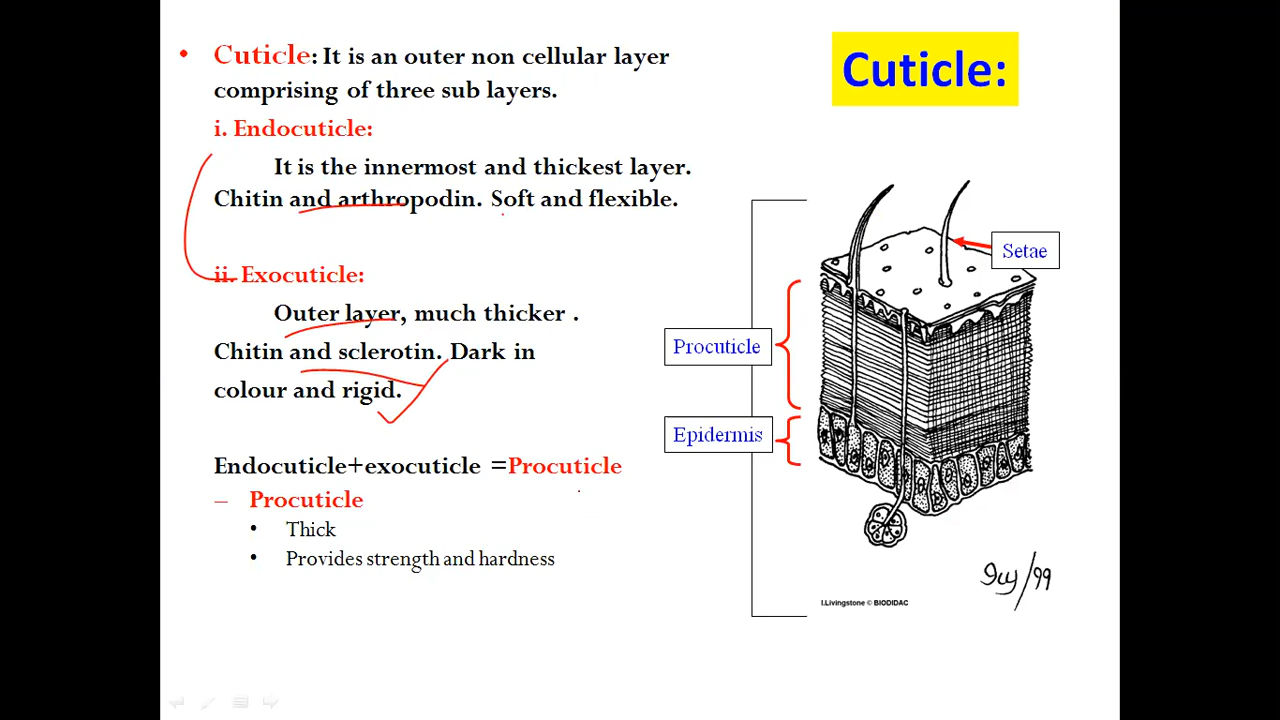 Cuticle: It is an outer non cellular layer
comprising of three sub layers.
i. Endocuticle:
It is the innermost and thickest layer.
Chitin and arthropodin. Soft and flexible.
ii. Exocuticle:
Outer layer, much thicker .
Chitin and sclerotin. Dark in
colour and rigid.
Endocuticle+exocuticle =Procuticle
– Procuticle
• Thick
• Provides strength and hardness
Cuticle:
Setae
Procuticle
Epidermis
I.Livingstone © BIODIDAC